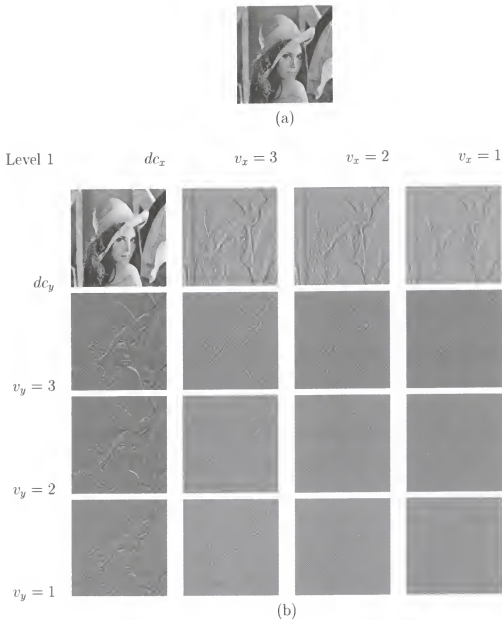 (a)
Level 1 dc_x v_x = 3 v_x = 2 v_x = 1
dc_y
v_y = 3
v_y = 2
v_y = 1
(b)